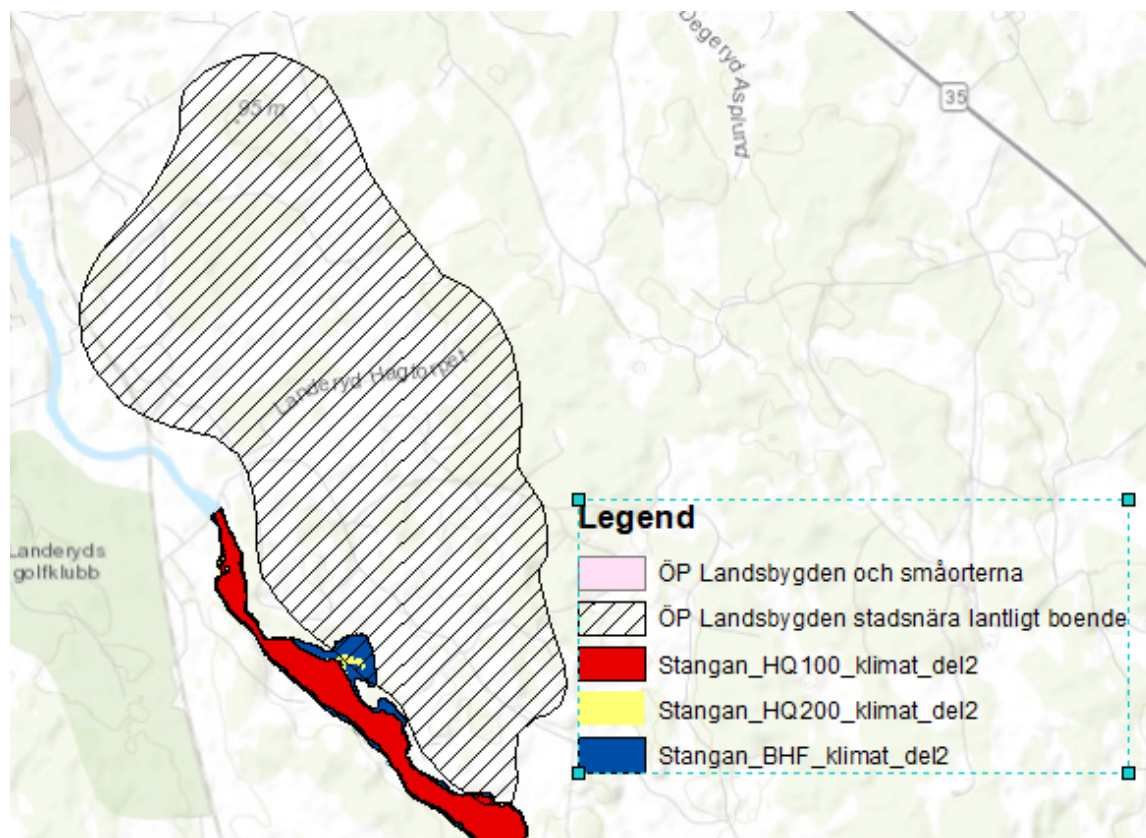 Degeryd Asplund
35
95 m
Landeryd Hagtorpet
Landeryds
golfklubb
Legend
ÖP Landsbygden och småorterna
ÖP Landsbygden stadsnära lantligt boende
Stangan_HQ100_klimat_del2
Stangan_HQ200_klimat_del2
Stangan_BHF_klimat_del2